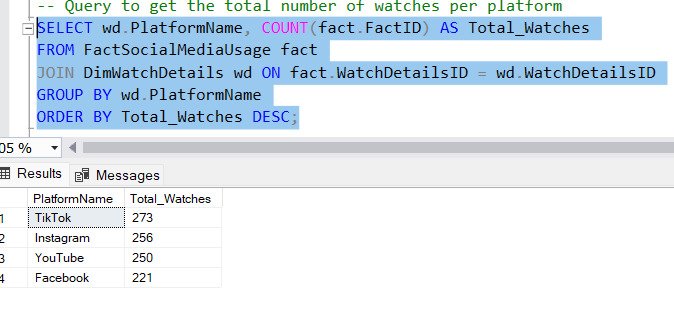 -- Query to get the total number of watches per platform
SELECT wd.PlatformName, COUNT(fact.FactID) AS Total_Watches
FROM FactSocialMediaUsage fact
JOIN DimWatchDetails wd ON fact.WatchDetailsID = wd.WatchDetailsID
GROUP BY wd.PlatformName
ORDER BY Total_Watches DESC;
05 %
Results Messages
PlatformName Total_Watches
1 TikTok 273
2 Instagram 256
3 YouTube 250
4 Facebook 221